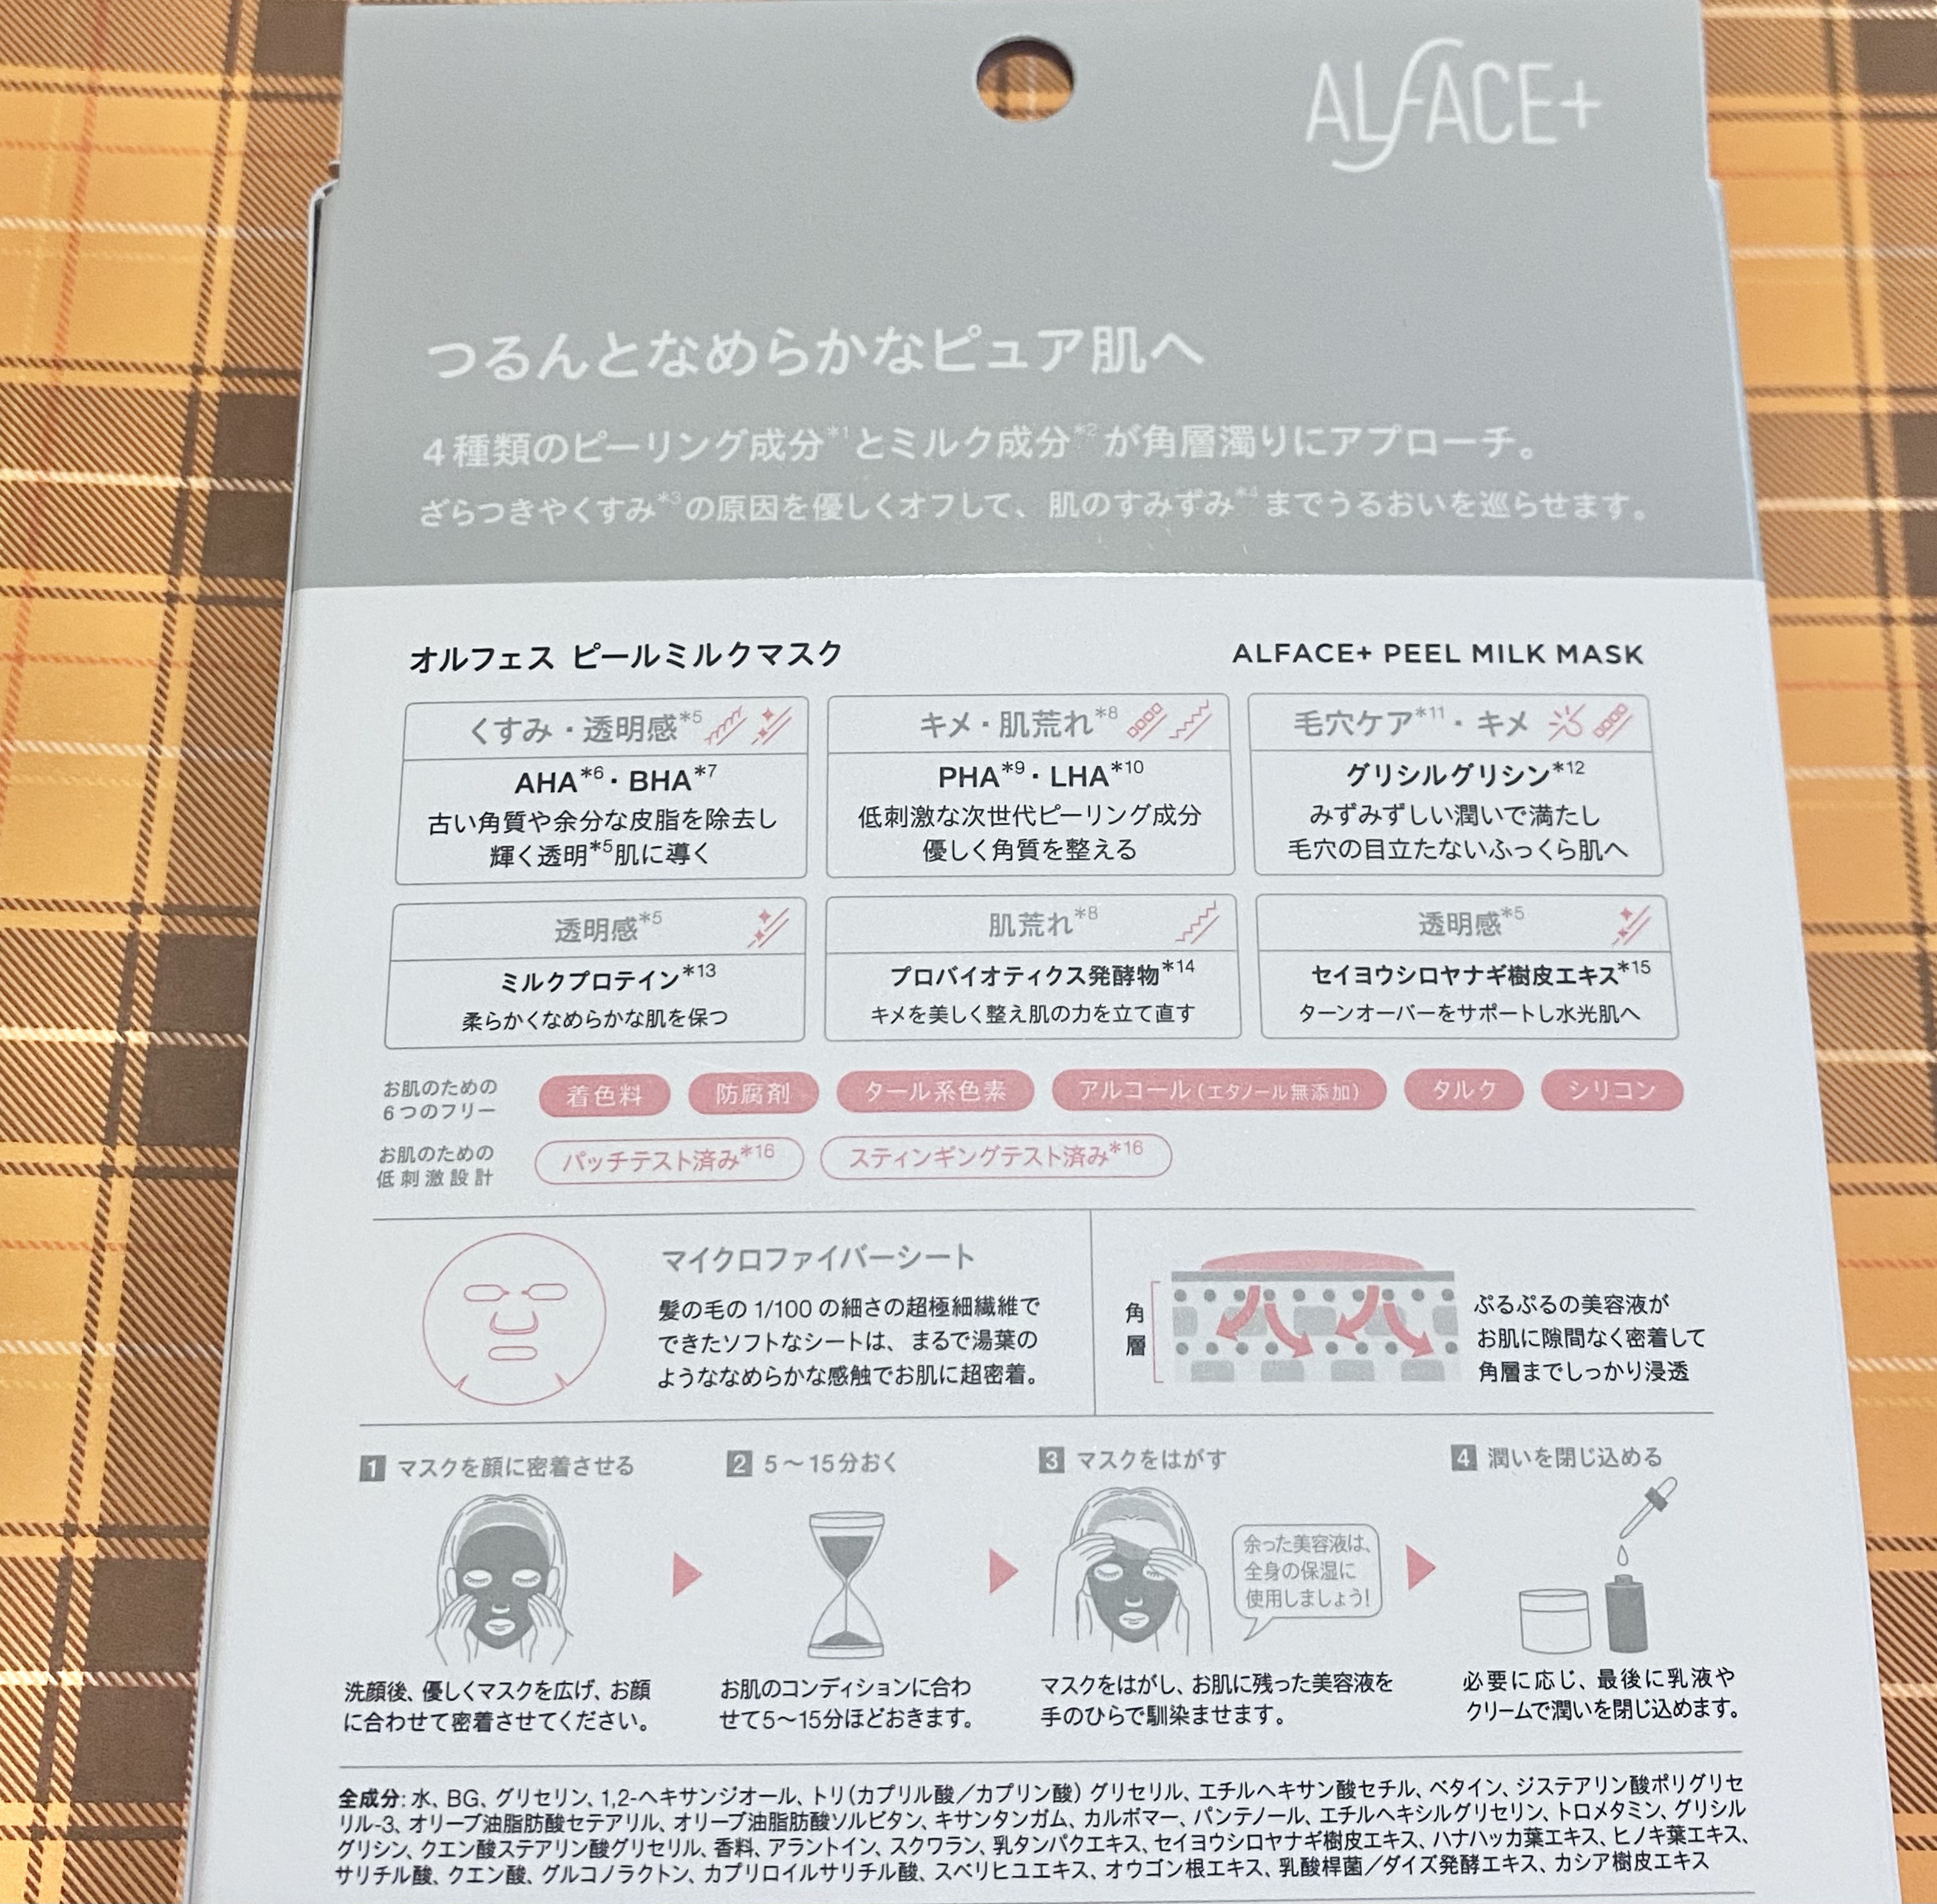 ALFACE+
つるんとなめらかなピュア肌へ
4種類のピーリング成分*1とミルク成分*2が角層濁りにアプローチ。
ざらつきやくすみ*3の原因を優しくオフして、肌のすみずみ*4までうるおいを巡らせます。
オルフェス ピールミルクマスク
ALFACE+ PEEL MILK MASK
くすみ・透明感*5
AHA*6・BHA*7
古い角質や余分な皮脂を除去し
輝く透明*5肌に導く
キメ・肌荒れ*8
PHA*9・LHA*10
低刺激な次世代ピーリング成分
優しく角質を整える
毛穴ケア*11・キメ
グリシルグリシン*12
みずみずしい潤いで満たし
毛穴の目立たないふっくら肌へ
透明感*5
ミルクプロテイン*13
柔らかくなめらかな肌を保つ
肌荒れ*8
プロバイオティクス発酵物*14
キメを美しく整え肌の力を立て直す
透明感*5
セイヨウシロヤナギ樹皮エキス*15
ターンオーバーをサポートし水光肌へ
お肌のための
6つのフリー
着色料
防腐剤
タール系色素
アルコール(エタノール無添加)
タルク
シリコン
お肌のための
低刺激設計
パッチテスト済み*16
スティンギングテスト済み*16
マイクロファイバーシート
髪の毛の 1/100 の細さの超極細繊維で
できたソフトなシートは、まるで湯葉の
ようななめらかな感触でお肌に超密着。
角層
ぷるぷるの美容液が
お肌に隙間なく密着して
角層までしっかり浸透
1 マスクを顔に密着させる
洗顔後、優しくマスクを広げ、お顔
に合わせて密着させてください。
2 5〜15分おく
お肌のコンディションに合わ
せて5〜15分ほどおきます。
3 マスクをはがす
余った美容液は、
全身の保湿に
使用しましょう!
マスクをはがし、お肌に残った美容液を
手のひらで馴染ませます。
4 潤いを閉じ込める
必要に応じ、最後に乳液や
クリームで潤いを閉じ込めます。
全成分: 水、BG、グリセリン、1,2-ヘキサンジオール、トリ(カプリル酸/カプリン酸)グリセリル、エチルヘキサン酸セチル、ベタイン、ジステアリン酸ポリグリセ
リル-3、オリーブ油脂肪酸セテアリル、オリーブ油脂肪酸ソルビタン、キサンタンガム、カルボマー、パンテノール、エチルヘキシルグリセリン、トロメタミン、グリシル
グリシン、クエン酸ステアリン酸グリセリル、香料、アラントイン、スクワラン、乳タンパクエキス、セイヨウシロヤナギ樹皮エキス、ハナハッカ葉エキス、ヒノキ葉エキス、
サリチル酸、クエン酸、グルコノラクトン、カプリロイルサリチル酸、スベリヒユエキス、オウゴン根エキス、乳酸桿菌/ダイズ発酵エキス、カシア樹皮エキス